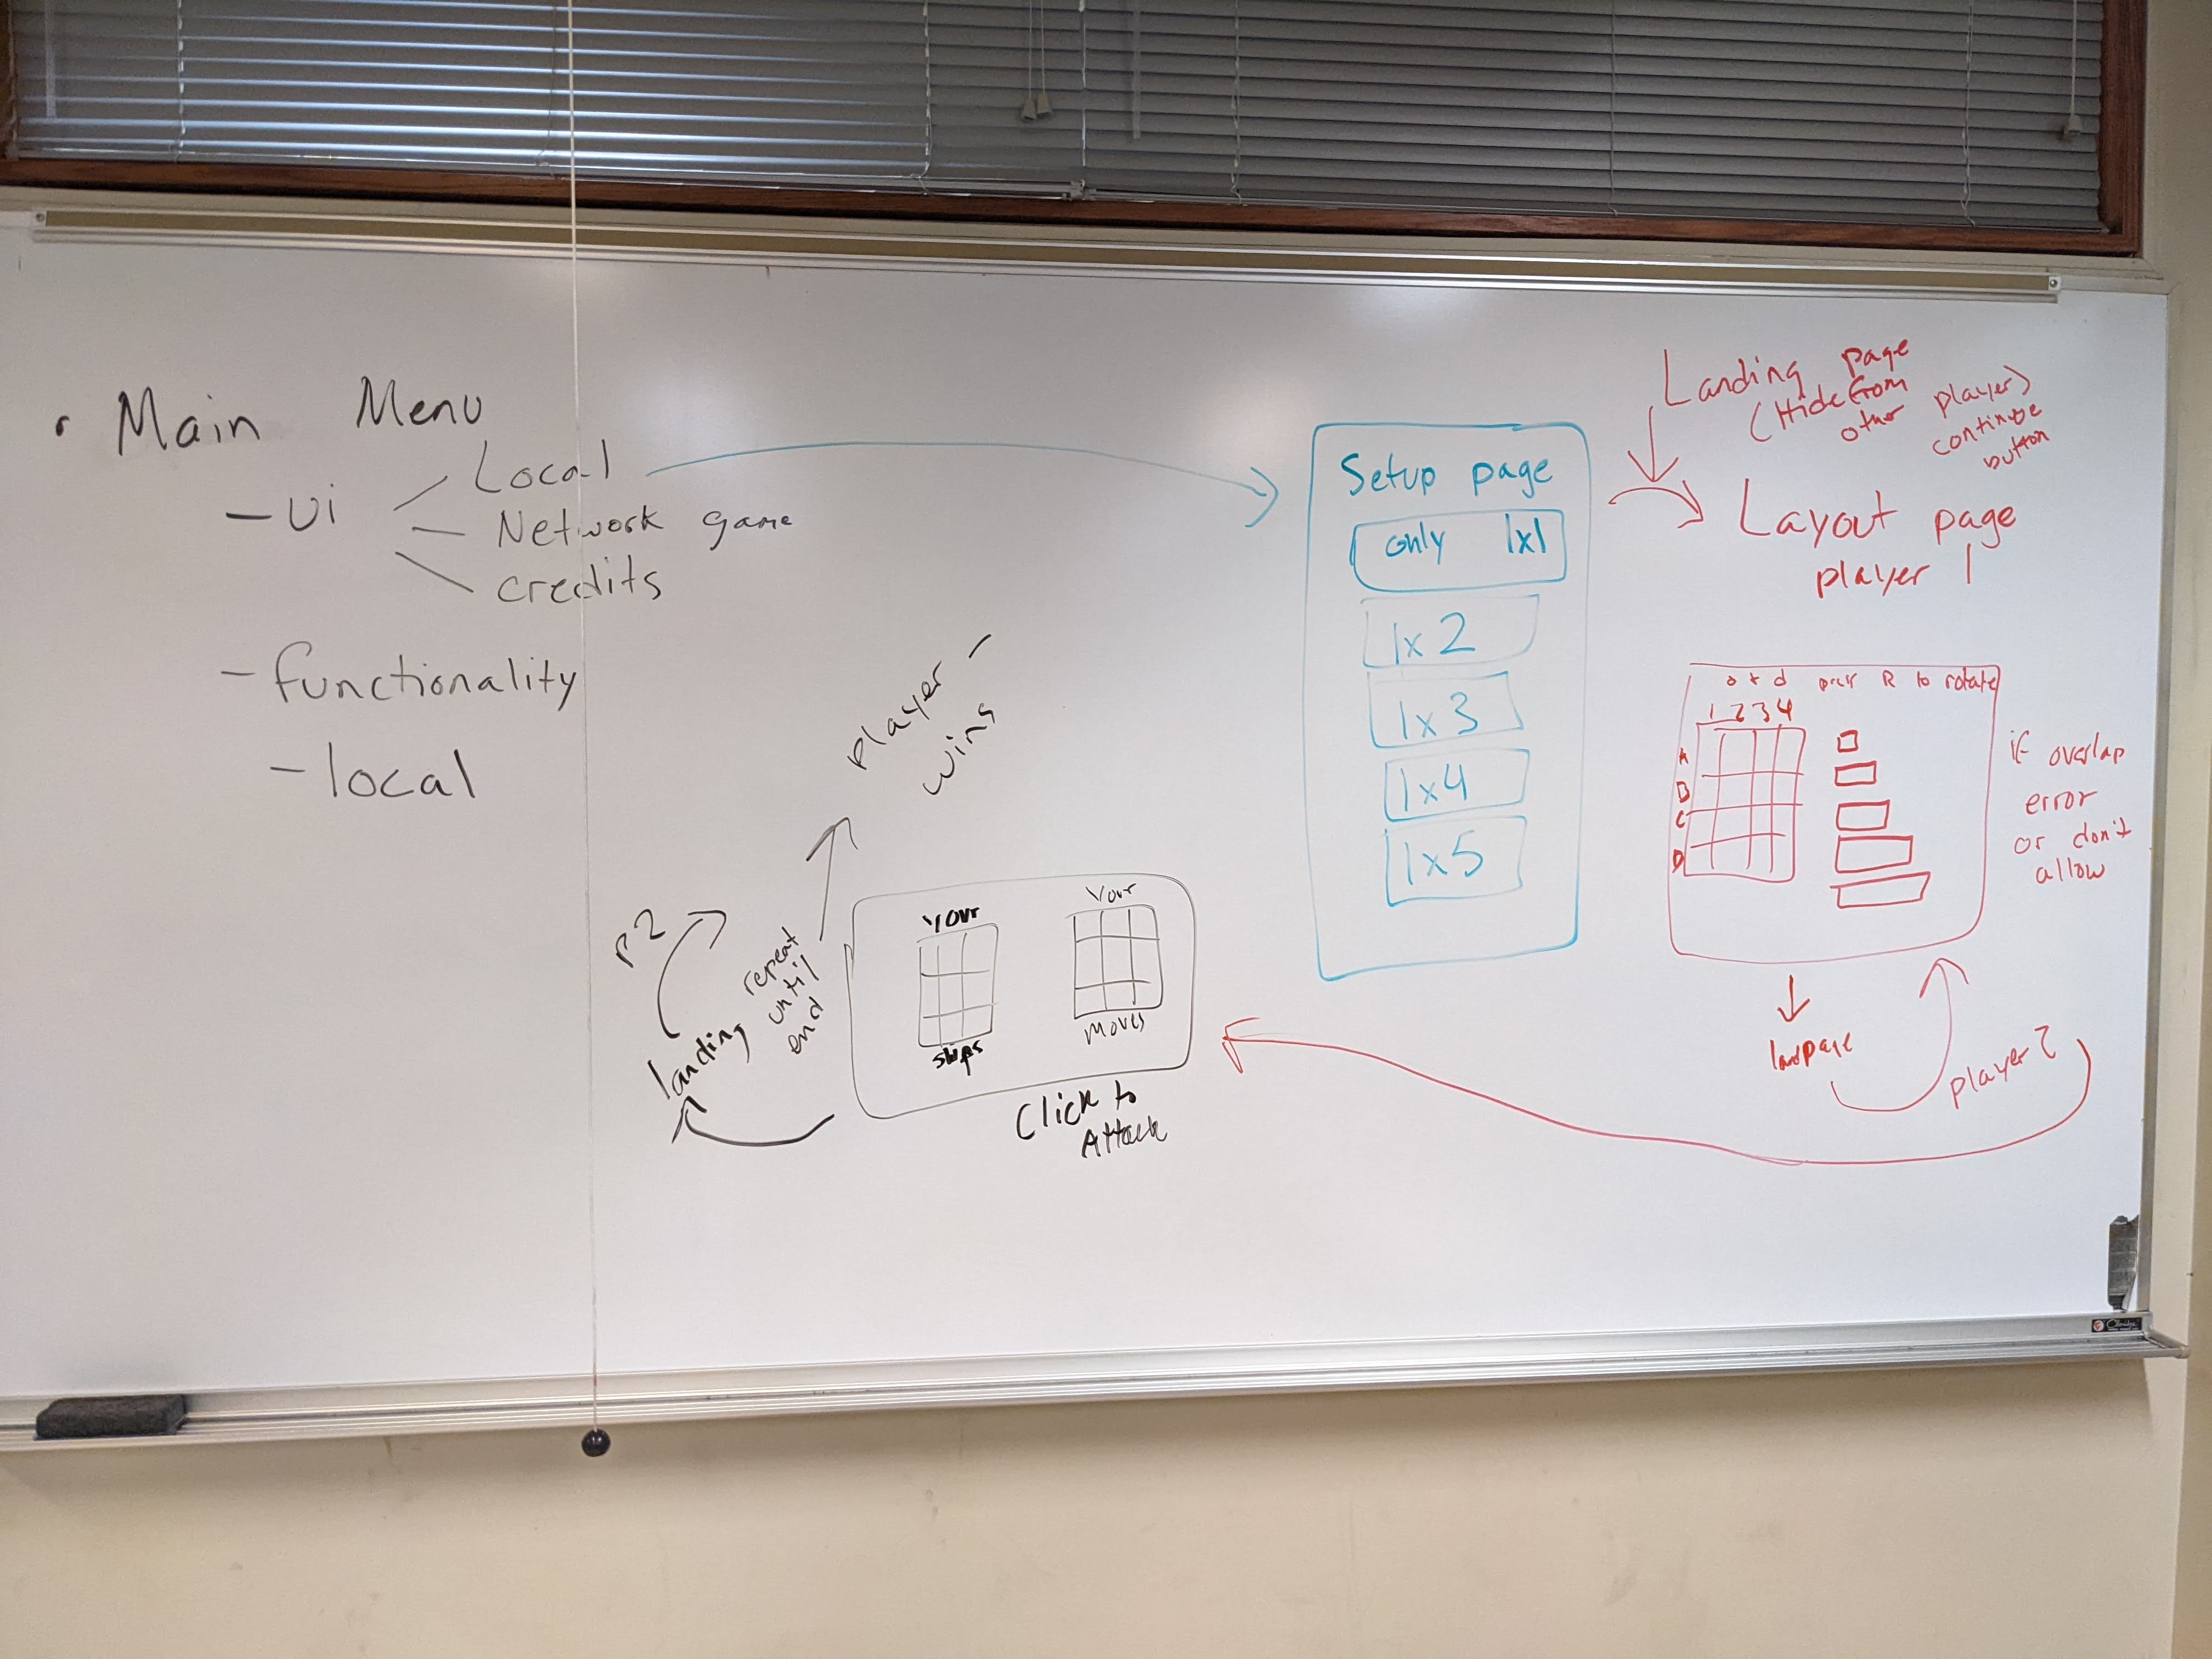 • Main Menu
- ui
Local
Network game
credits
- functionality
- local
Setup page
only 1x1
1x2
1x3
1x4
1x5
Landing page
(Hide from
other player)
continue
button
Layout page
player 1
R to rotate
1 2 3 4
A
B
C
D
if overlap
error
or don't
allow
landpage
player 2
Your
ships
Your
moves
Click to
Attack
landing
P2
repeat
until
end
player -
wins